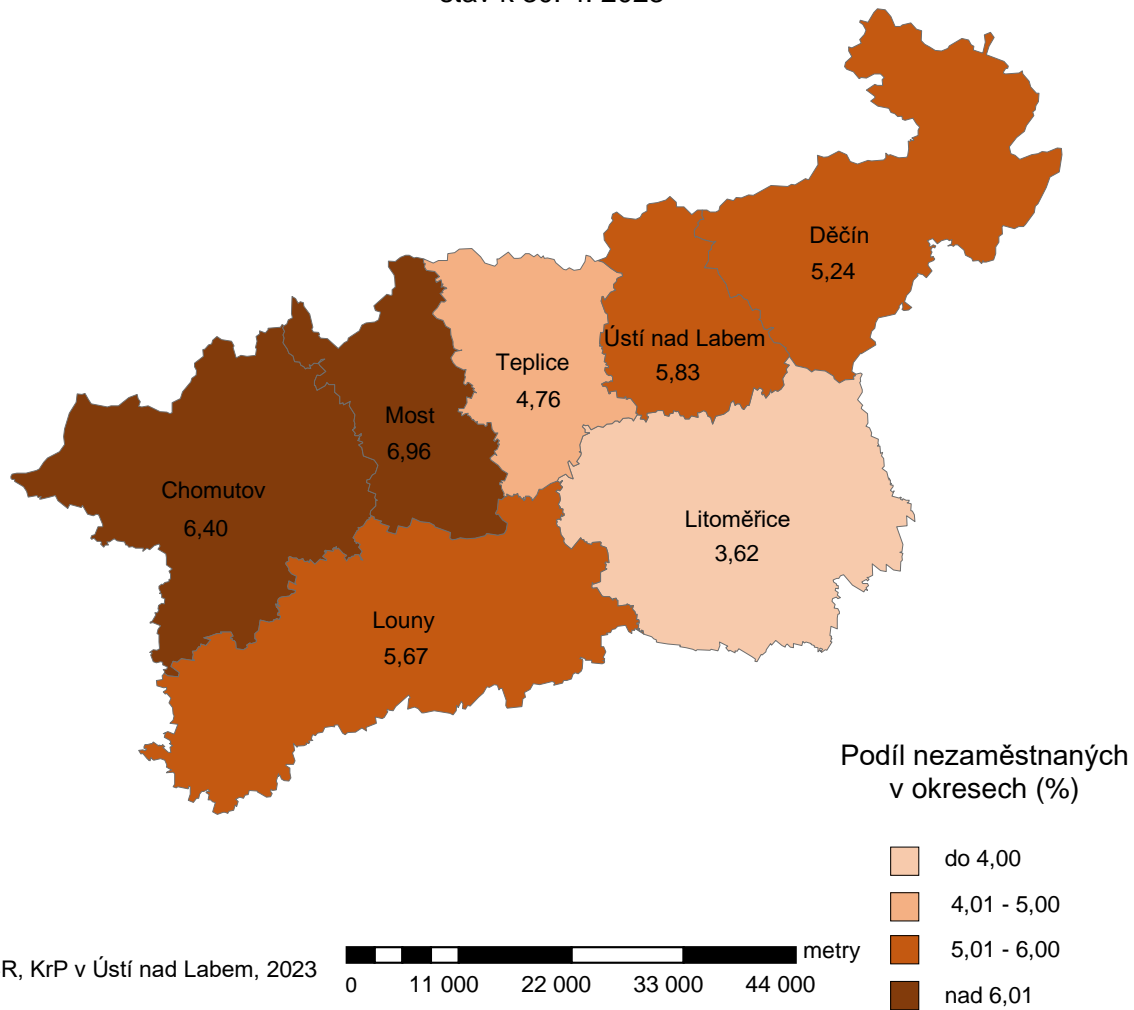 Děčín
5,24
Ústí nad Labem
5,83
Teplice
4,76
Most
6,96
Chomutov
6,40
Litoměřice
3,62
Louny
5,67
Podíl nezaměstnaných
v okresech (%)
do 4,00
4,01 - 5,00
5,01 - 6,00
nad 6,01
R, KrP v Ústí nad Labem, 2023
metry
0 11 000 22 000 33 000 44 000